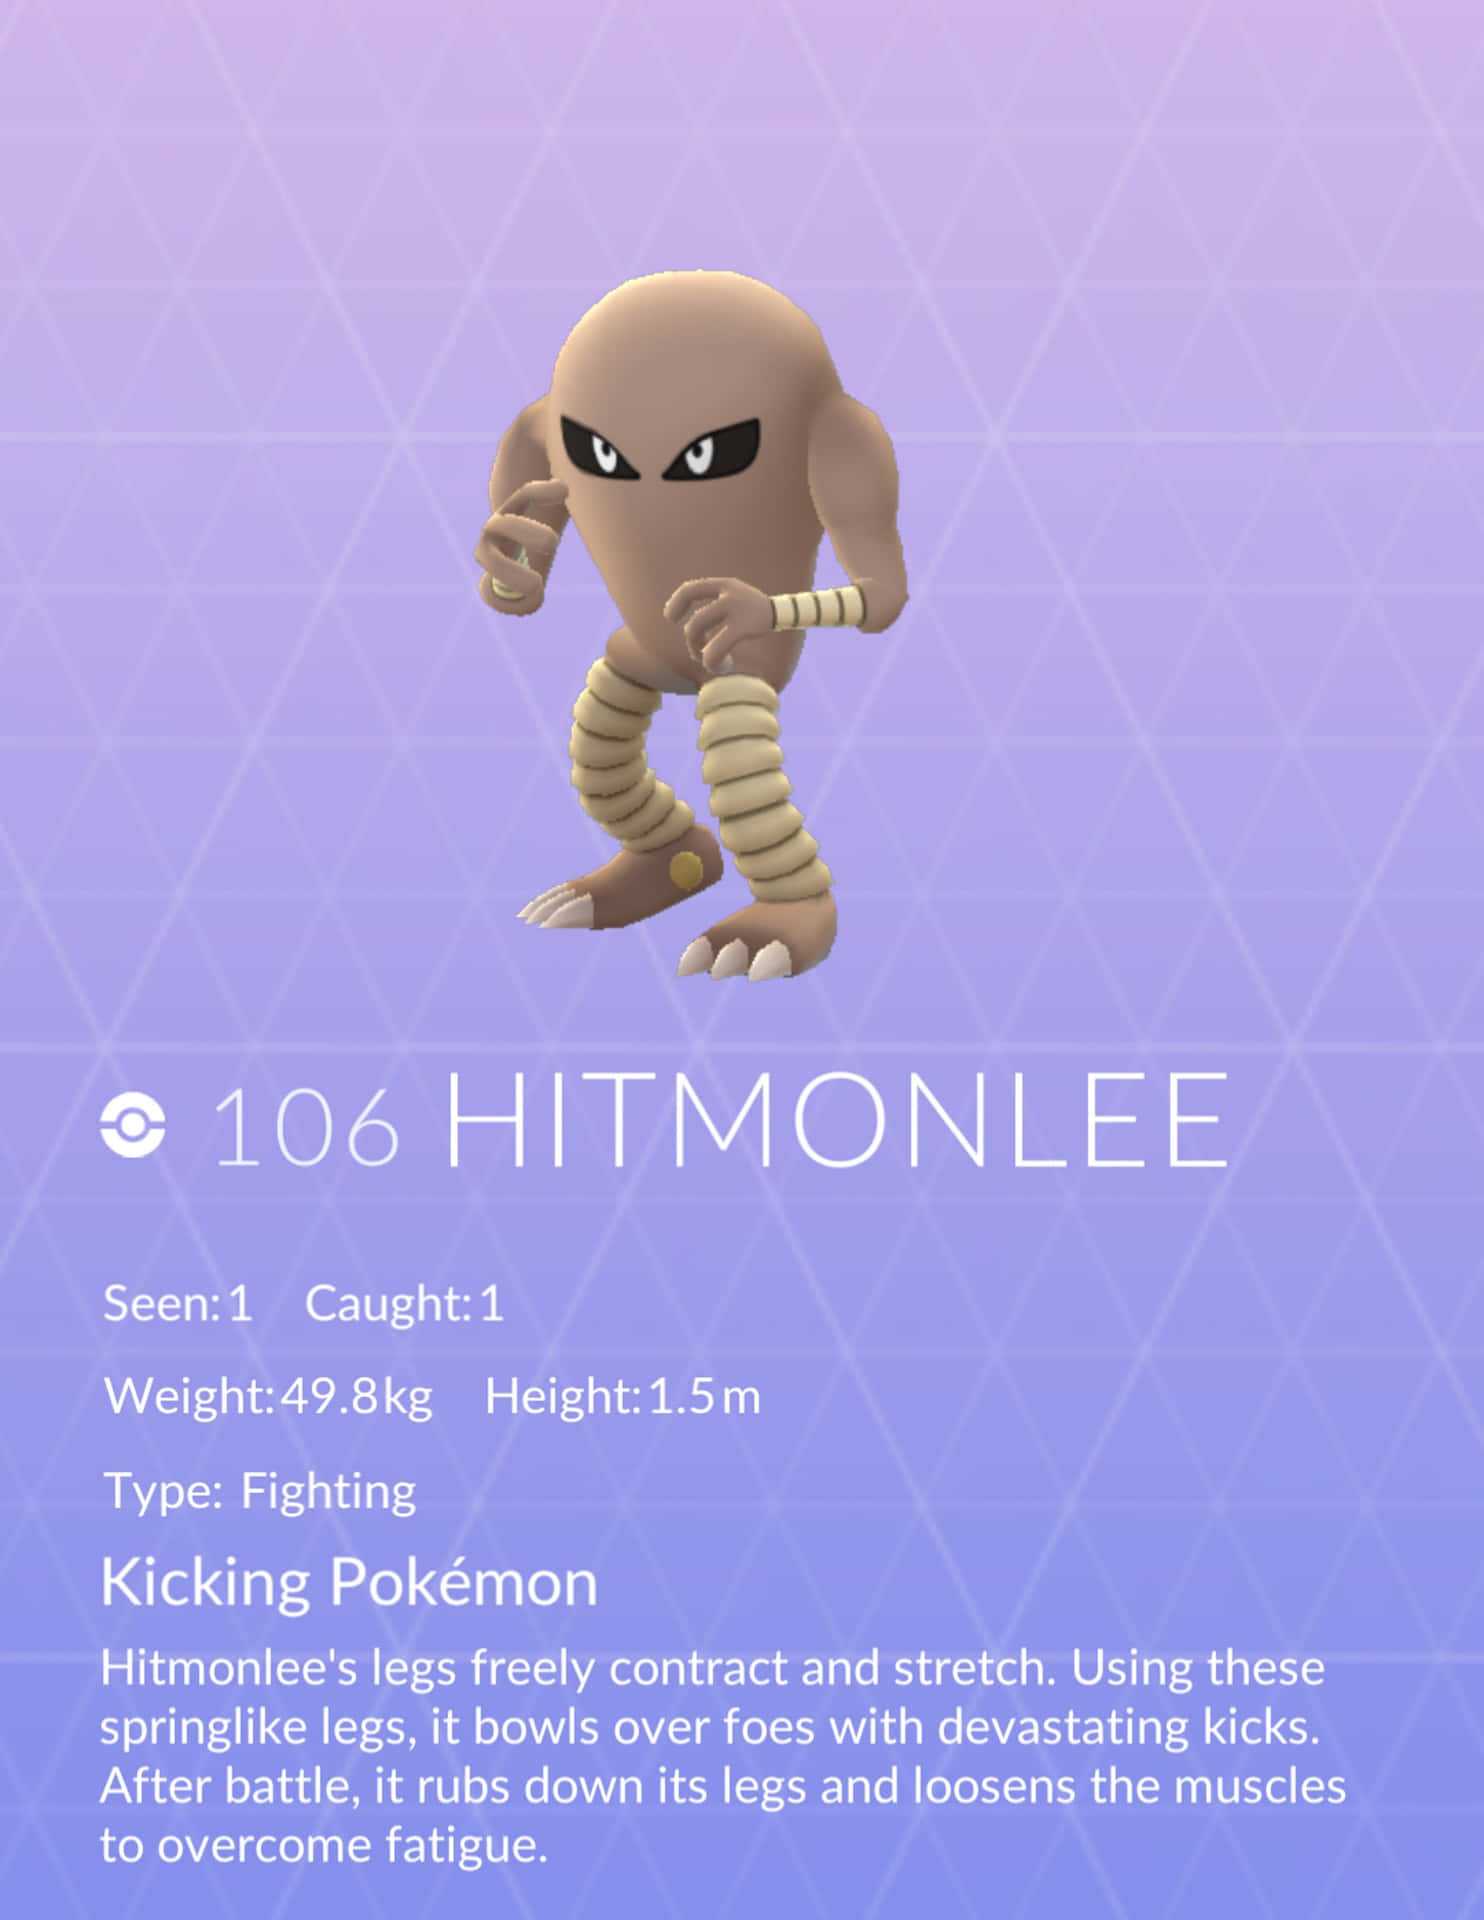 106 HITMONLEE
Seen: 1 Caught: 1
Weight: 49.8kg Height: 1.5m
Type: Fighting
Kicking Pokémon
Hitmonlee's legs freely contract and stretch. Using these
springlike legs, it bowls over foes with devastating kicks.
After battle, it rubs down its legs and loosens the muscles
to overcome fatigue.